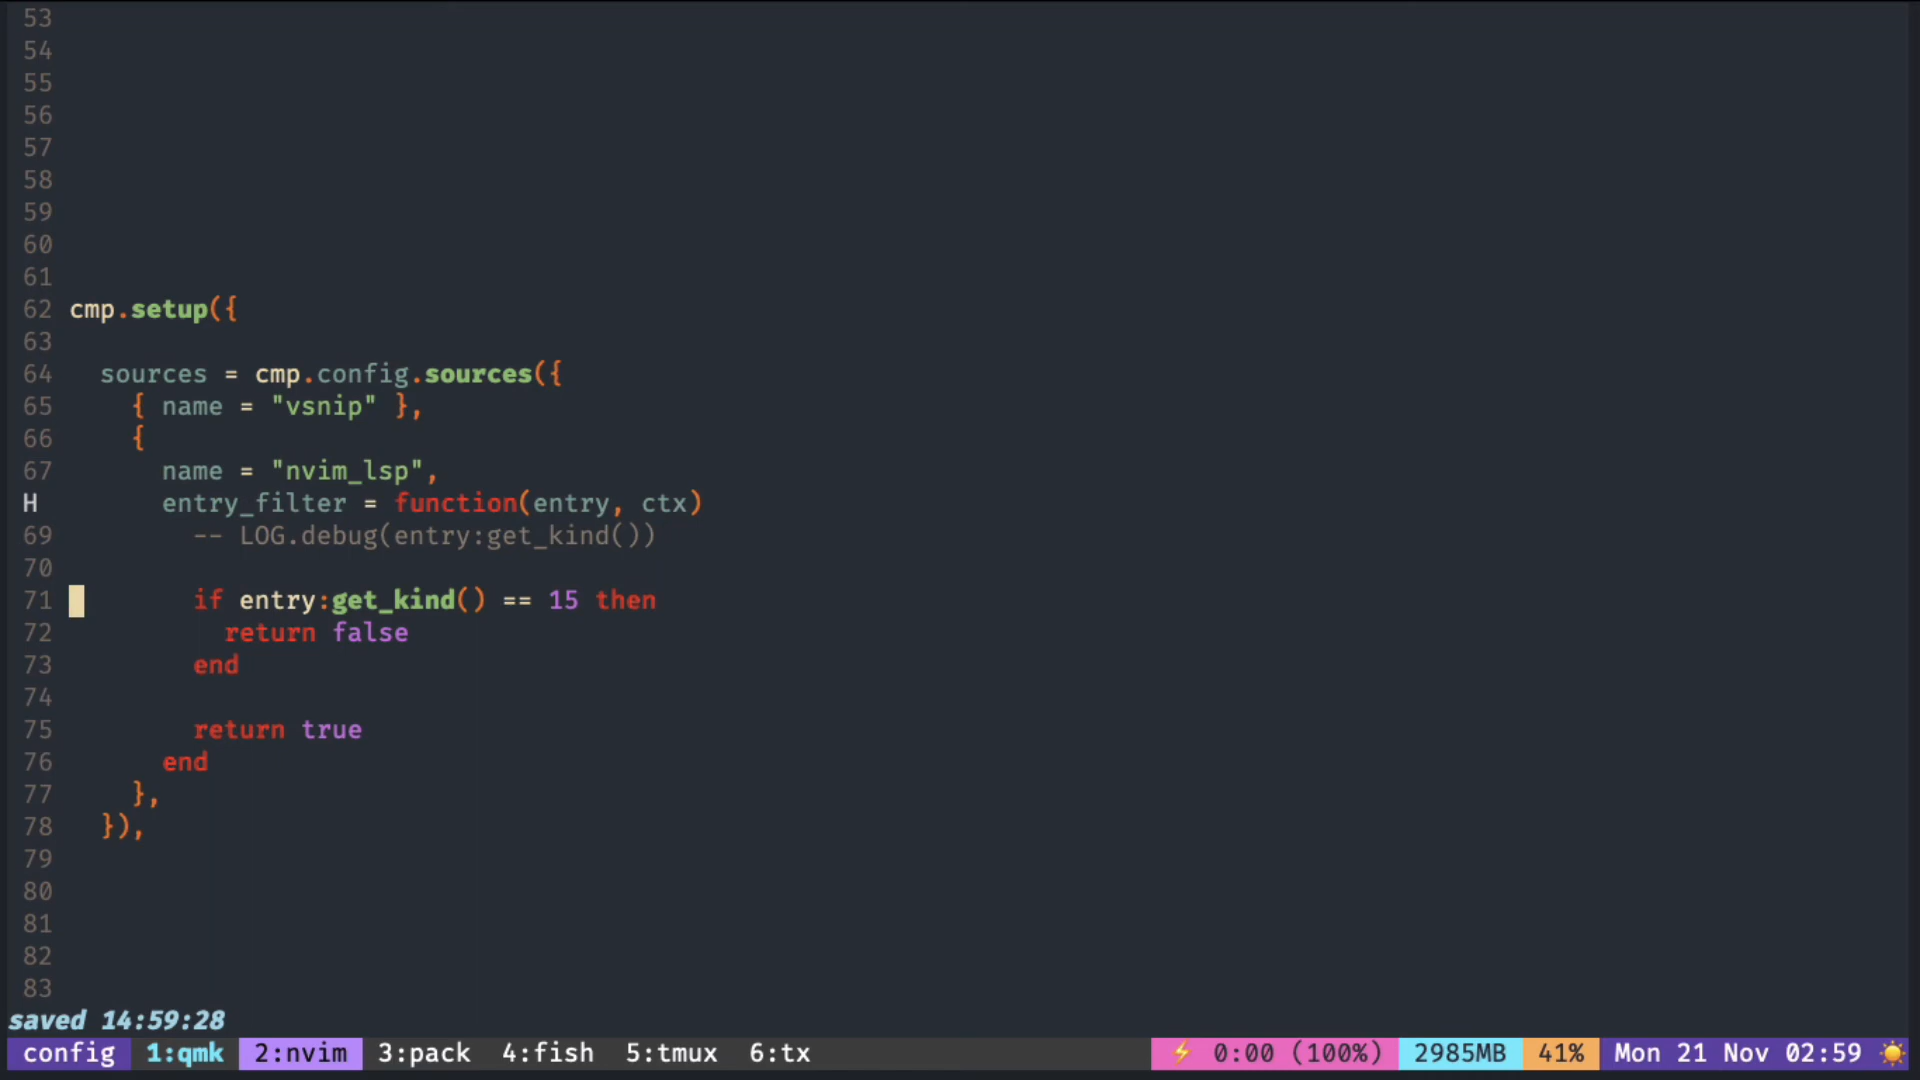 53
54
55
56
57
58
59
60
61
62 cmp.setup({
63
64   sources = cmp.config.sources({
65     { name = "vsnip" },
66     {
67       name = "nvim_lsp",
H       entry_filter = function(entry, ctx)
69         -- LOG.debug(entry:get_kind())
70
71         if entry:get_kind() == 15 then
72           return false
73         end
74
75         return true
76       end
77     },
78   }),
79
80
81
82
83
saved 14:59:28
config 1:qmk 2:nvim 3:pack 4:fish 5:tmux 6:tx ⚡ 0:00 (100%) 2985MB 41% Mon 21 Nov 02:59 ☀️